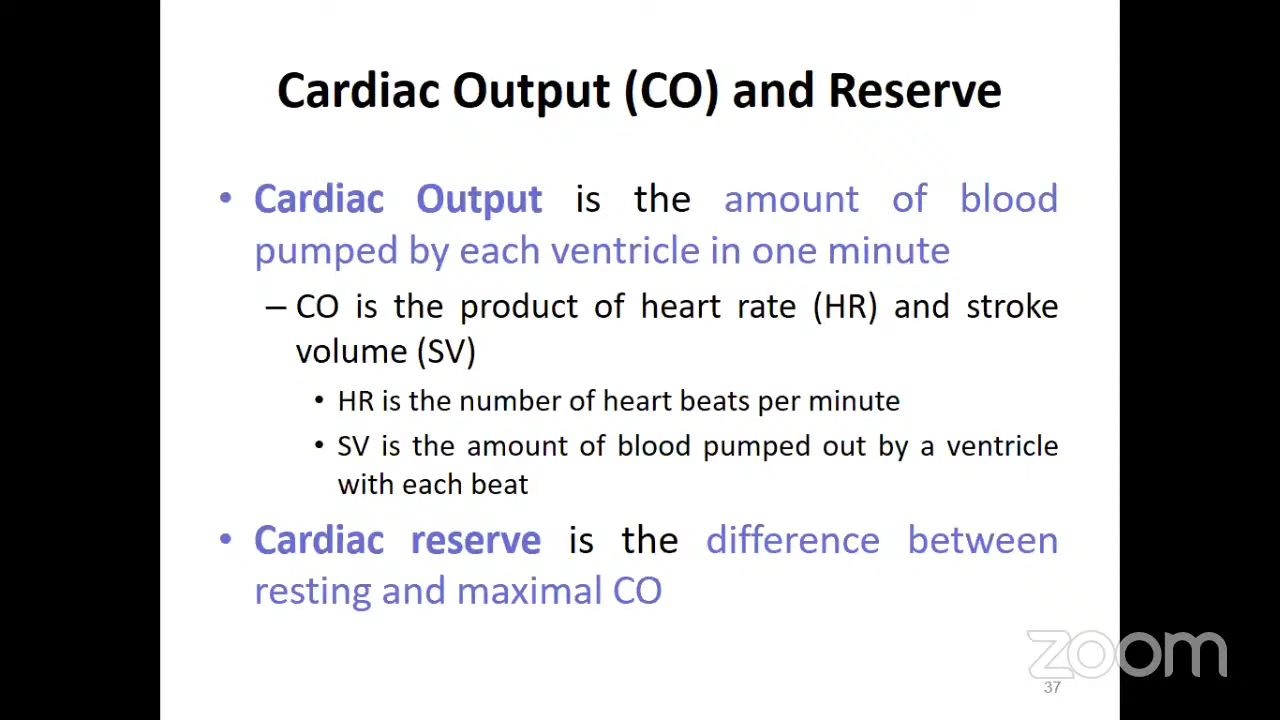 Cardiac Output (CO) and Reserve
• Cardiac Output is the amount of blood
pumped by each ventricle in one minute
– CO is the product of heart rate (HR) and stroke
volume (SV)
• HR is the number of heart beats per minute
• SV is the amount of blood pumped out by a ventricle
with each beat
• Cardiac reserve is the difference between
resting and maximal CO
zoom
37